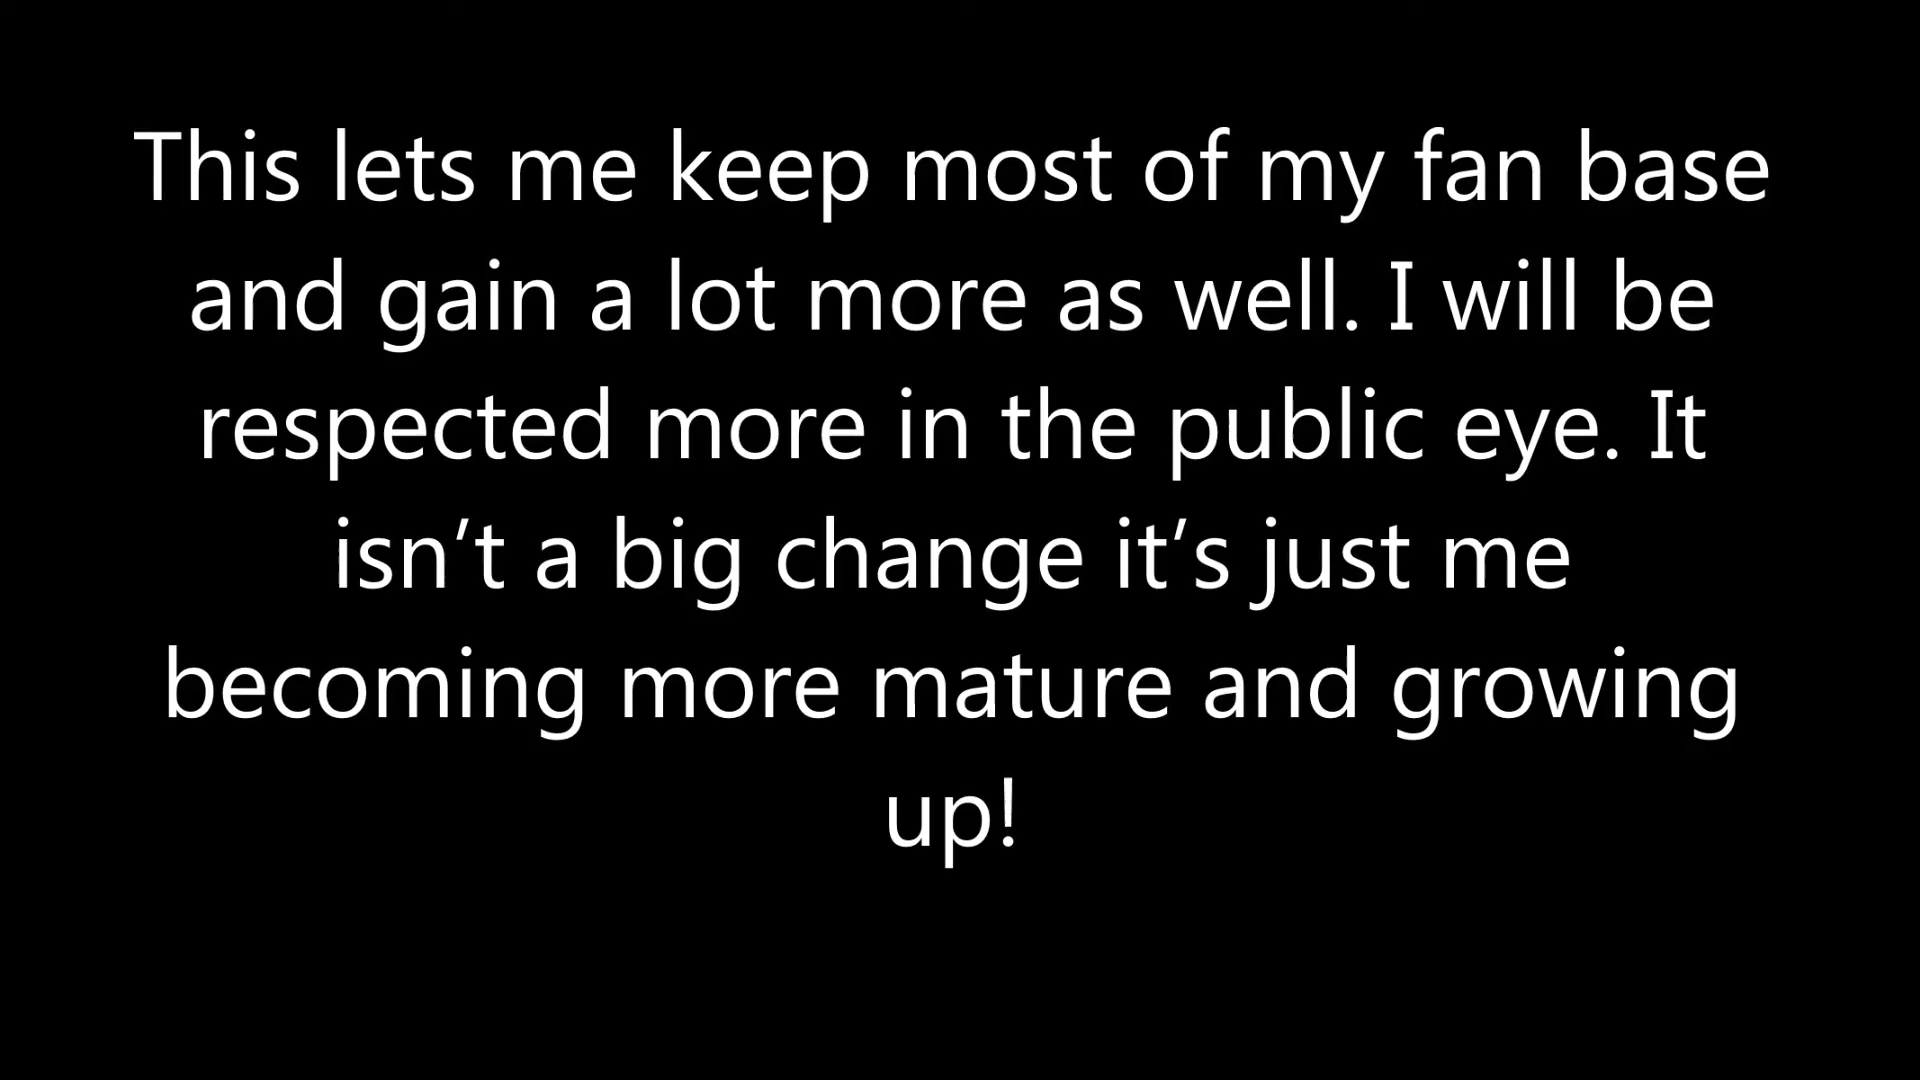 This lets me keep most of my fan base
and gain a lot more as well. I will be
respected more in the public eye. It
isn’t a big change it’s just me
becoming more mature and growing
up!